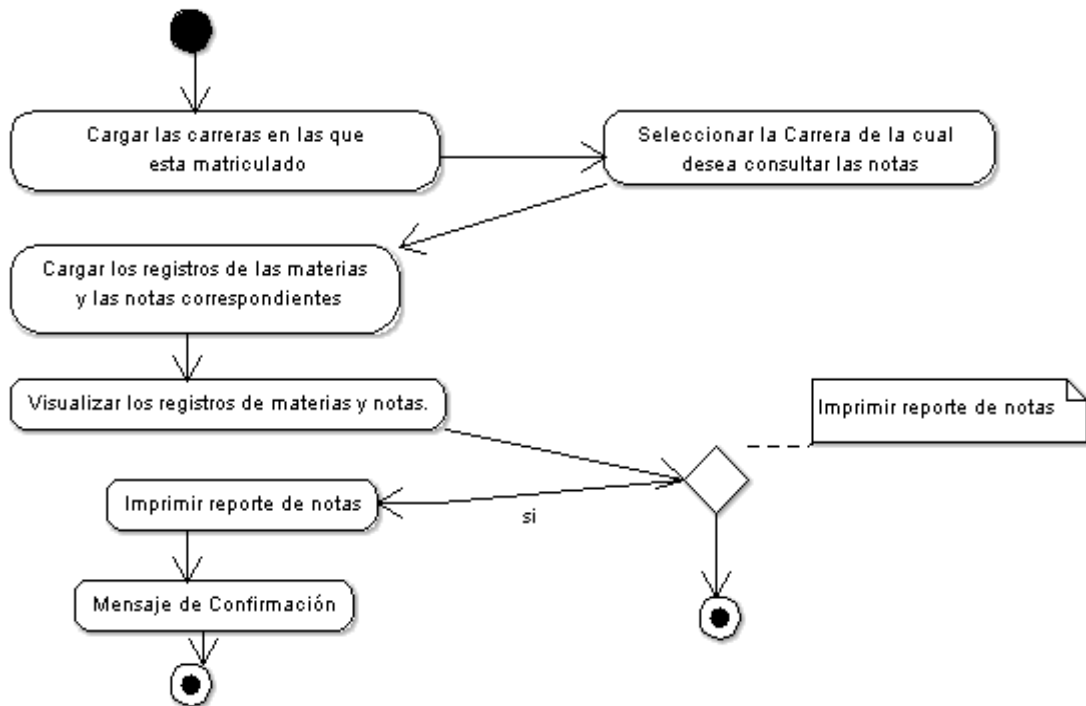 Cargar las carreras en las que
esta matriculado
Seleccionar la Carrera de la cual
desea consultar las notas
Cargar los registros de las materias
y las notas correspondientes
Visualizar los registros de materias y notas.
Imprimir reporte de notas
Imprimir reporte de notas
si
Mensaje de Confirmación